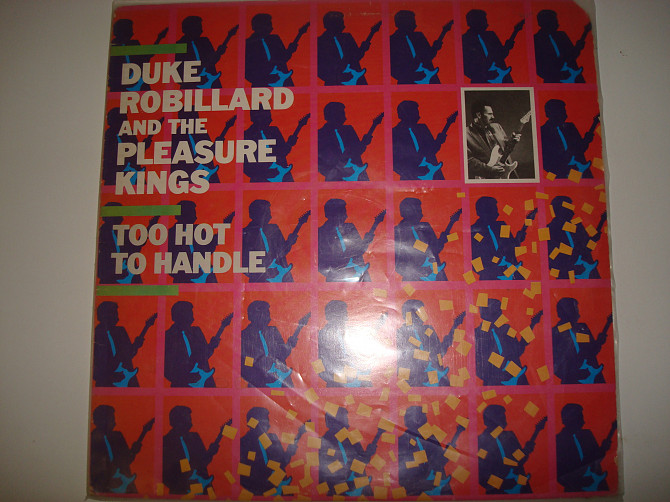 DUKE
ROBILLARD
AND THE
PLEASURE
KINGS
TOO HOT
TO HANDLE